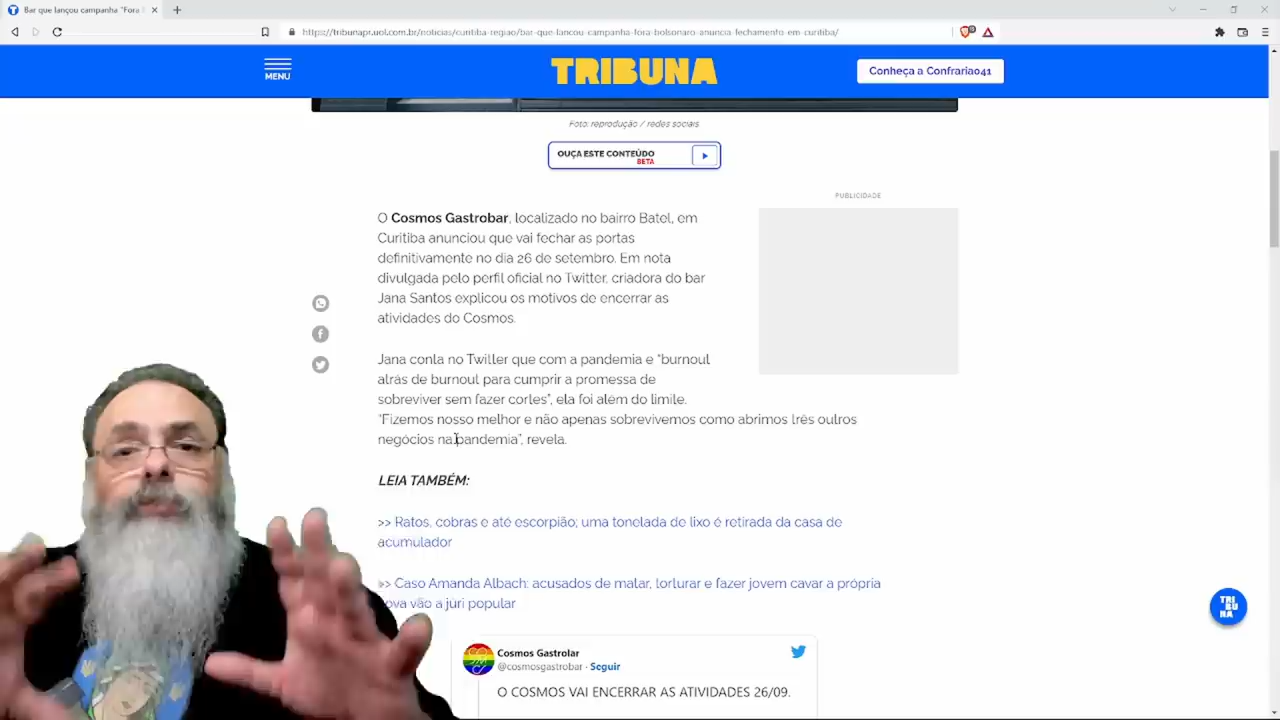 Bar que lançou campanha "Fora
https://tribunapr.uol.com.br/noticias/curitiba-regiao/bar-que-lancou-campanha-fora-bolsonaro-anuncia-fechamento-em-curitiba/
MENU
TRIBUNA
Conheça a Confraria041
Foto: reprodução / redes sociais
OUÇA ESTE CONTEÚDO
BETA
PUBLICIDADE
O Cosmos Gastrobar, localizado no bairro Batel, em
Curitiba anunciou que vai fechar as portas
definitivamente no dia 26 de setembro. Em nota
divulgada pelo perfil oficial no Twitter, criadora do bar
Jana Santos explicou os motivos de encerrar as
atividades do Cosmos.
Jana conta no Twitter que com a pandemia e "burnout
atrás de burnout para cumprir a promessa de
sobreviver sem fazer cortes", ela foi além do limite.
"Fizemos nosso melhor e não apenas sobrevivemos como abrimos três outros
negócios na pandemia", revela.
LEIA TAMBÉM:
>> Ratos, cobras e até escorpião; uma tonelada de lixo é retirada da casa de
acumulador
>> Caso Amanda Albach: acusados de matar, torturar e fazer jovem cavar a própria
cova vão a júri popular
TRI
BU
NA
Cosmos Gastrolar
@cosmosgastrobar · Seguir
O COSMOS VAI ENCERRAR AS ATIVIDADES 26/09.